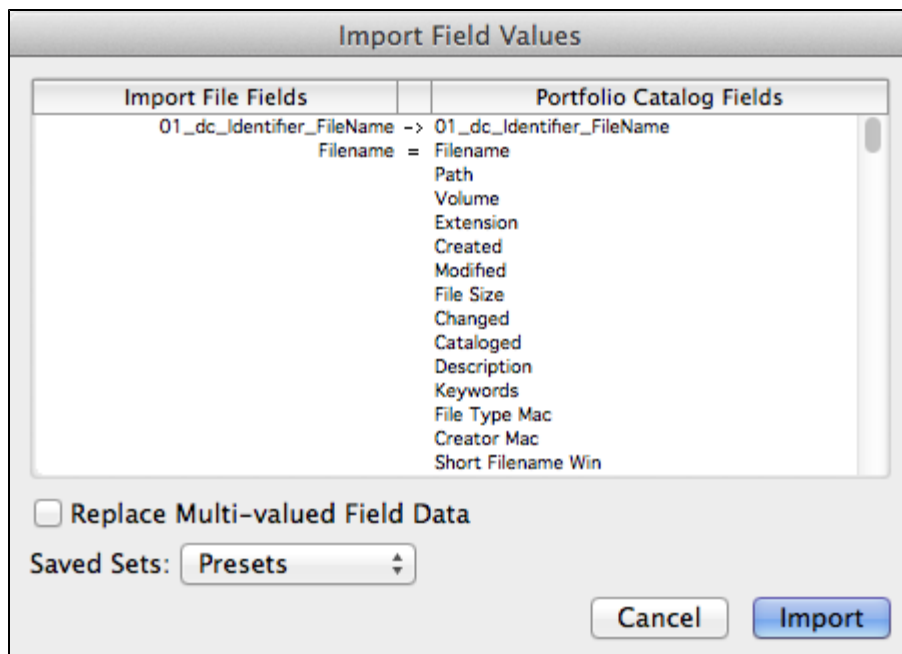 Import Field Values
Import File Fields Portfolio Catalog Fields
01_dc_Identifier_FileName -> 01_dc_Identifier_FileName
Filename = Filename
Path
Volume
Extension
Created
Modified
File Size
Changed
Cataloged
Description
Keywords
File Type Mac
Creator Mac
Short Filename Win
Replace Multi-valued Field Data
Saved Sets: Presets
Cancel Import